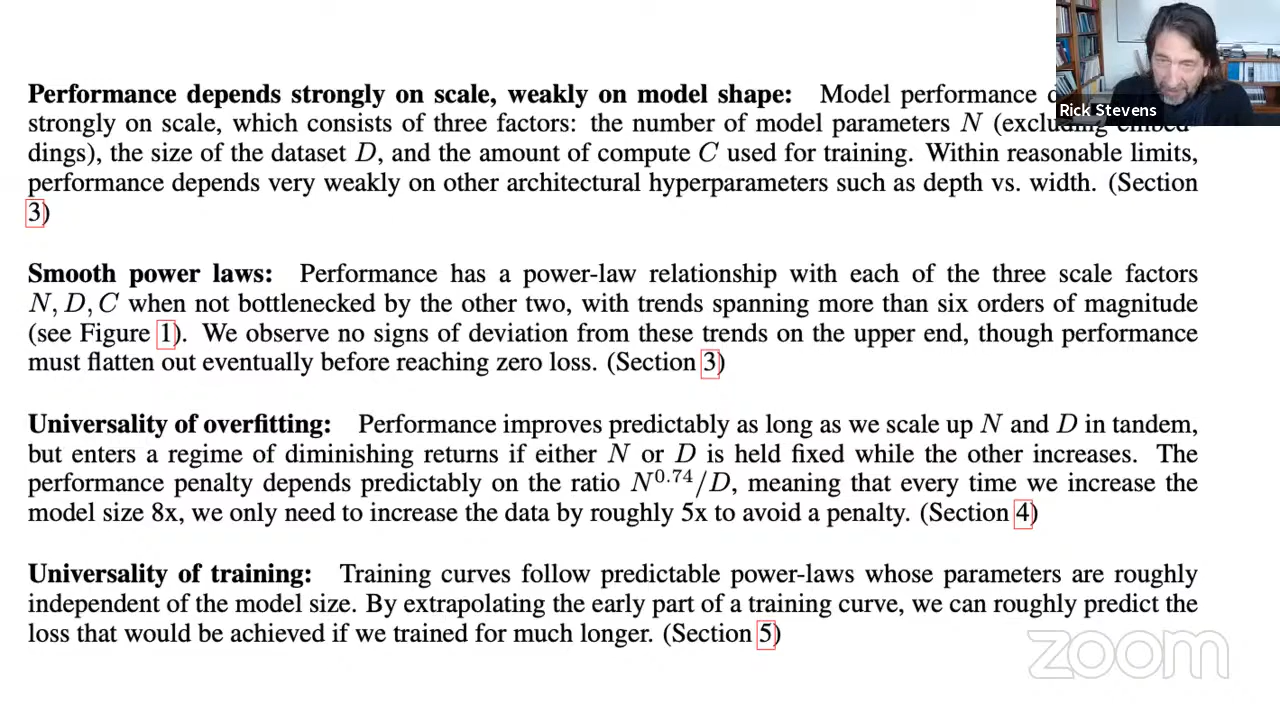 Performance depends strongly on scale, weakly on model shape: Model performance
Rick Stevens
strongly on scale, which consists of three factors: the number of model parameters N
dings), the size of the dataset D, and the amount of compute C used for training. Within reasonable limits,
performance depends very weakly on other architectural hyperparameters such as depth vs. width. (Section
3)
Smooth power laws: Performance has a power-law relationship with each of the three scale factors
N, D, C when not bottlenecked by the other two, with trends spanning more than six orders of magnitude
(see Figure 1). We observe no signs of deviation from these trends on the upper end, though performance
must flatten out eventually before reaching zero loss. (Section 3)
Universality of overfitting: Performance improves predictably as long as we scale up N and D in tandem,
but enters a regime of diminishing returns if either N or D is held fixed while the other increases. The
performance penalty depends predictably on the ratio N^0.74/D, meaning that every time we increase the
model size 8x, we only need to increase the data by roughly 5x to avoid a penalty. (Section 4)
Universality of training: Training curves follow predictable power-laws whose parameters are roughly
independent of the model size. By extrapolating the early part of a training curve, we can roughly predict the
loss that would be achieved if we trained for much longer. (Section 5)
zoom